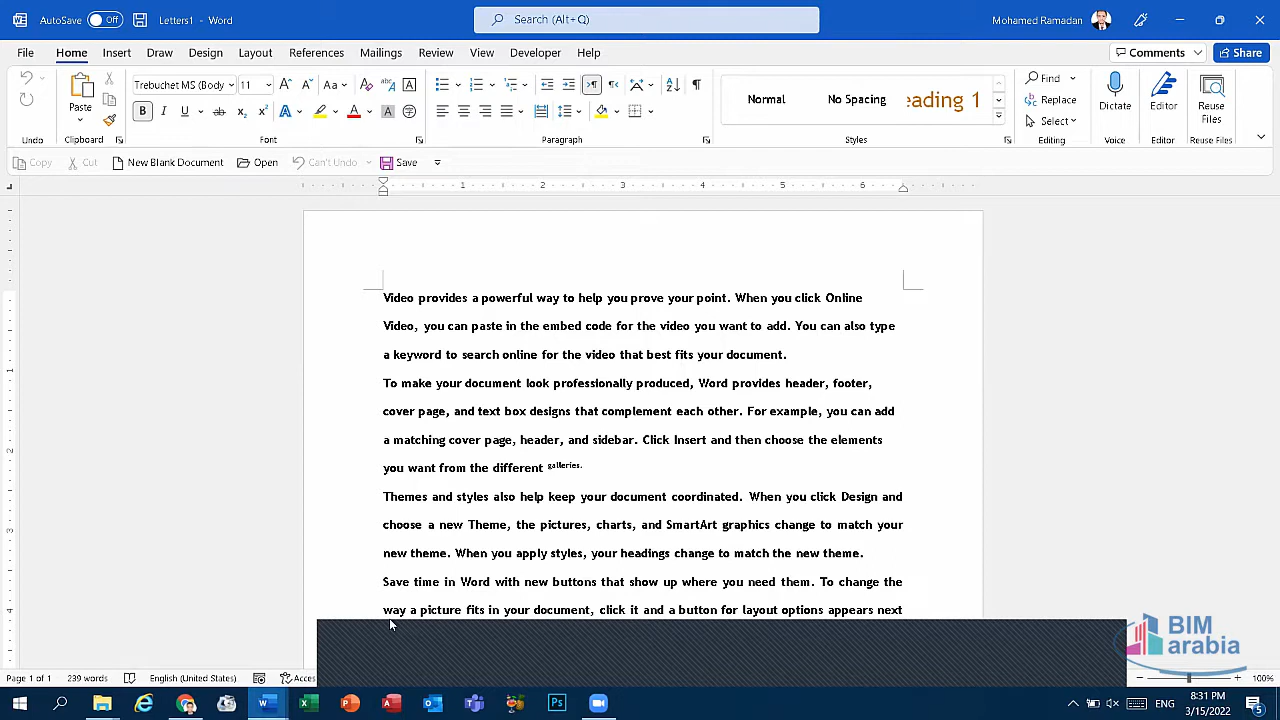 AutoSave Off Letters1 - Word Search (Alt+Q) Mohamed Ramadan
File Home Insert Draw Design Layout References Mailings Review View Developer Help Comments Share
Trebuchet MS (Body 11 Aa A
Paste
B I U ab x A A A
Normal No Spacing eading 1
Find
Replace
Select
Dictate Editor Reuse Files
Undo Clipboard Font Paragraph Styles Editing Voice Editor Reuse Files
Copy Cut New Blank Document Open Can't Undo Save
1 2 3 4 5 6
Video provides a powerful way to help you prove your point. When you click Online
Video, you can paste in the embed code for the video you want to add. You can also type
a keyword to search online for the video that best fits your document.
To make your document look professionally produced, Word provides header, footer,
cover page, and text box designs that complement each other. For example, you can add
a matching cover page, header, and sidebar. Click Insert and then choose the elements
you want from the different galleries.
Themes and styles also help keep your document coordinated. When you click Design and
choose a new Theme, the pictures, charts, and SmartArt graphics change to match your
new theme. When you apply styles, your headings change to match the new theme.
Save time in Word with new buttons that show up where you need them. To change the
way a picture fits in your document, click it and a button for layout options appears next
BIM
arabia
Page 1 of 1 239 words English (United States) Acces 100%
ENG 8:31 PM
3/15/2022 5